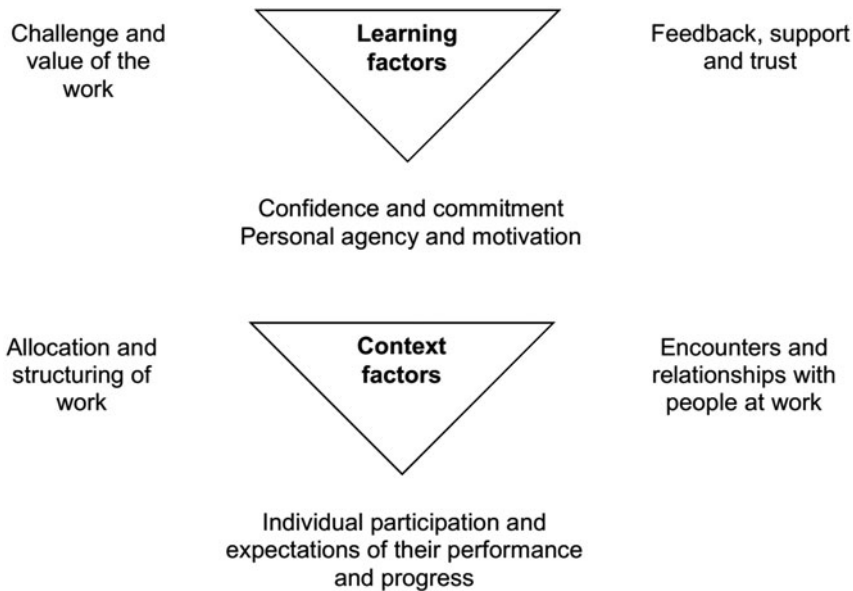 Challenge and
value of the
work
Learning
factors
Feedback, support
and trust
Confidence and commitment
Personal agency and motivation
Allocation and
structuring of
work
Context
factors
Encounters and
relationships with
people at work
Individual participation and
expectations of their performance
and progress